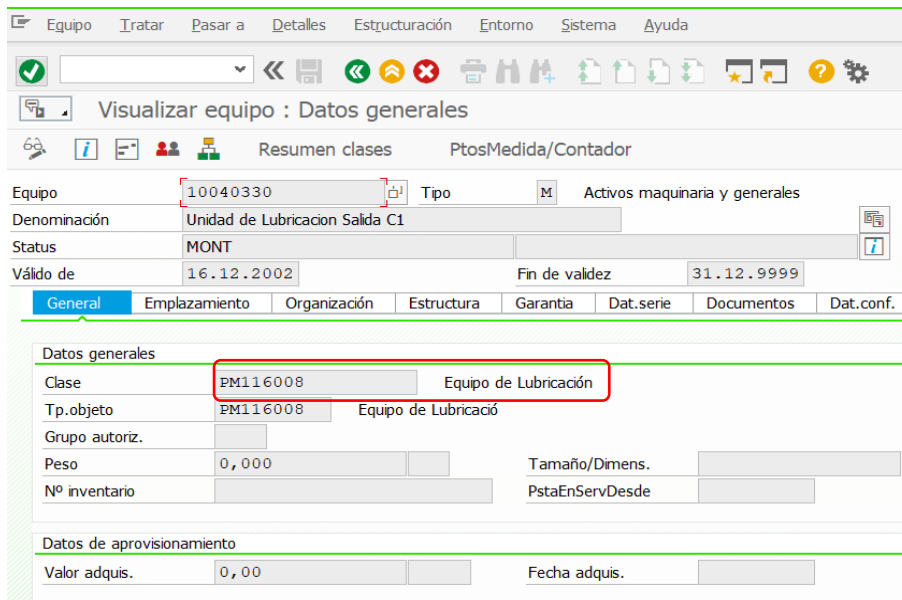 Equipo Tratar Pasar a Detalles Estructuración Entorno Sistema Ayuda
Visualizar equipo : Datos generales
Resumen clases PtosMedida/Contador
Equipo 10040330 Tipo M Activos maquinaria y generales
Denominación Unidad de Lubricacion Salida C1
Status MONT
Válido de 16.12.2002 Fin de validez 31.12.9999
General Emplazamiento Organización Estructura Garantia Dat.serie Documentos Dat.conf.
Datos generales
Clase PM116008 Equipo de Lubricación
Tp.objeto PM116008 Equipo de Lubricació
Grupo autoriz.
Peso 0,000 Tamaño/Dimens.
Nº inventario PstaEnServDesde
Datos de aprovisionamiento
Valor adquis. 0,00 Fecha adquis.